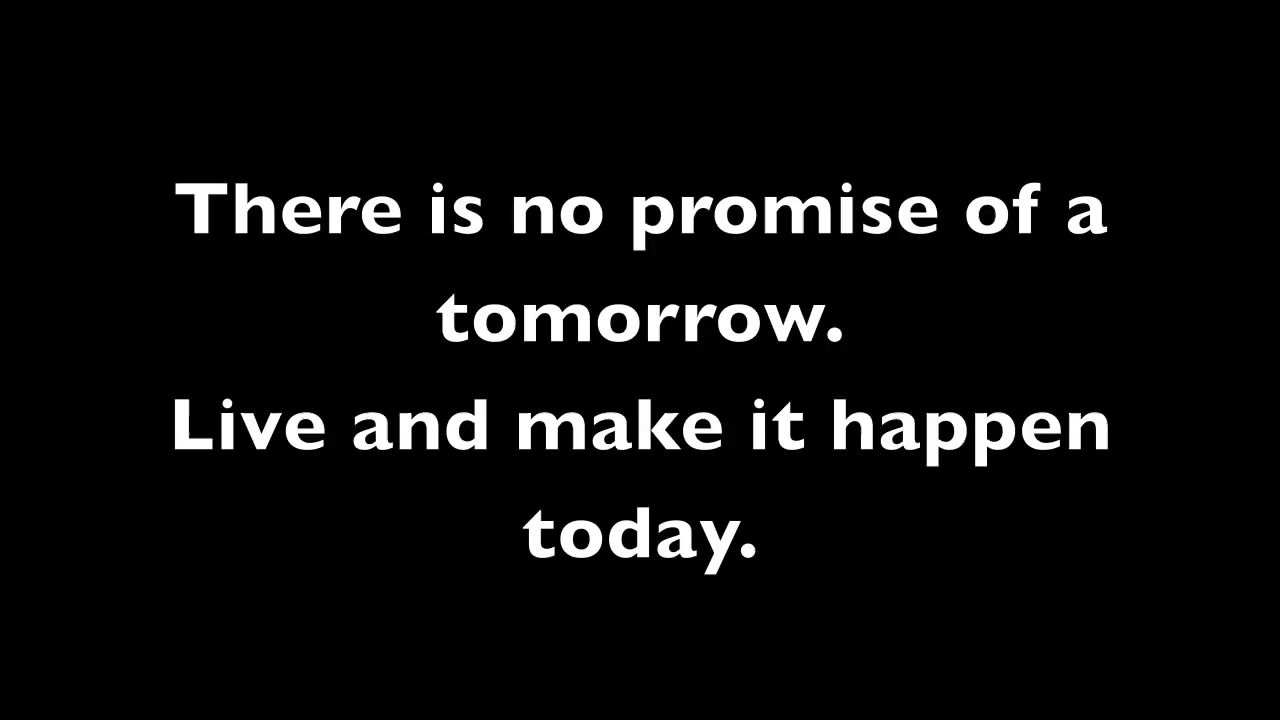 There is no promise of a
tomorrow.
Live and make it happen
today.